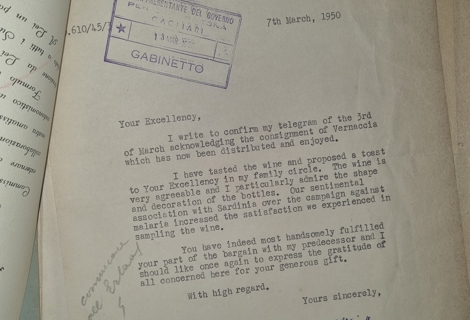 7th March, 1950
.610/45/
RAPPRESENTANTE DEL GOVERNO
CAGLIARI
GABINETTO
Your Excellency,
I write to confirm my telegram of the 3rd
of March acknowledging the consignment of Vernaccia
which has now been distributed and enjoyed.
I have tasted the wine and proposed a toast
to Your Excellency in my family circle. The wine is
very agreeable and I particularly admire the shape
and decoration of the bottles. Our sentimental
association with Sardinia over the campaign against
malaria increased the satisfaction we experienced in
sampling the wine.
You have indeed most handsomely fulfilled
your part of the bargain with my predecessor and I
should like once again to express the gratitude of
all concerned here for your generous gift.
With high regard.
Yours sincerely,